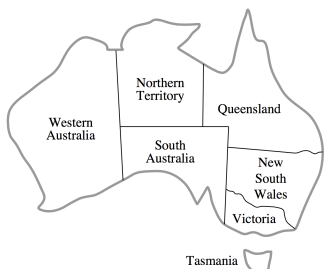 Northern
Territory
Queensland
Western
Australia
South
Australia
New
South
Wales
Victoria
Tasmania